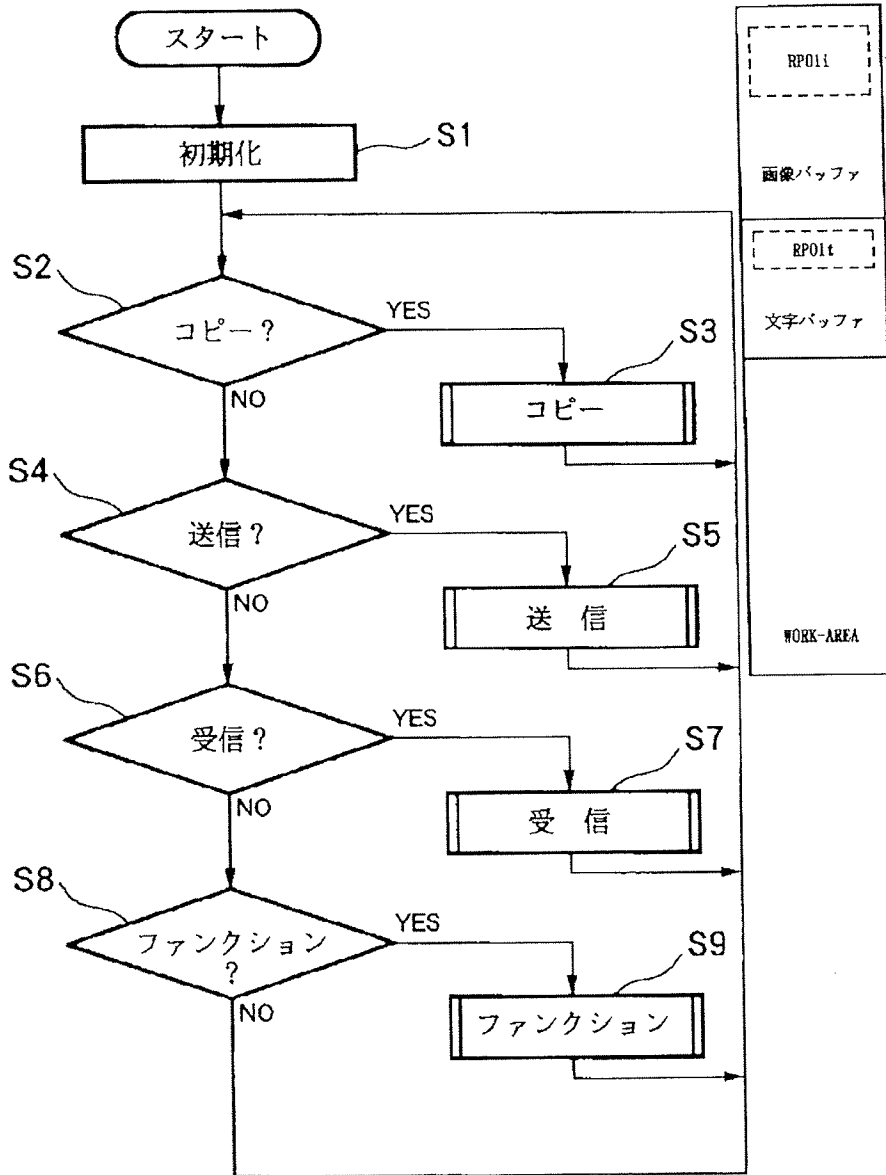 スタート
初期化
S1
S2
コピー?
YES
NO
S3
コピー
S4
送信?
YES
NO
S5
送 信
S6
受信?
YES
NO
S7
受 信
S8
ファンクション
?
YES
NO
S9
ファンクション
RP01i
画像バッファ
RP01t
文字バッファ
WORK-AREA